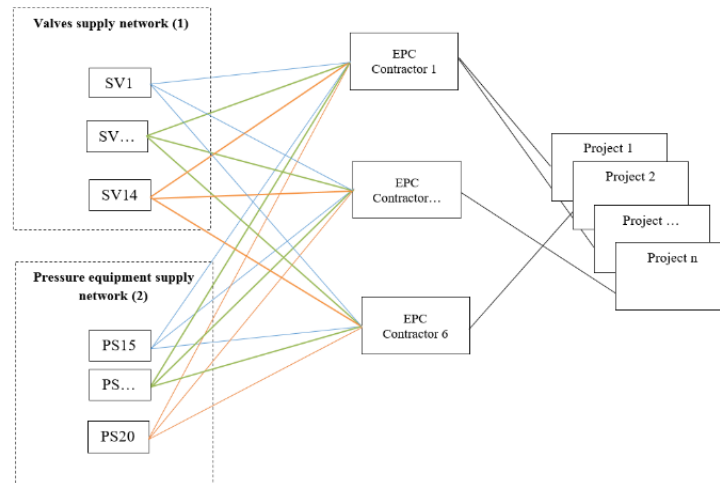 Valves supply network (1)
SV1
SV...
SV14
Pressure equipment supply
network (2)
PS15
PS...
PS20
EPC
Contractor 1
EPC
Contractor...
EPC
Contractor 6
Project 1
Project 2
Project ...
Project n